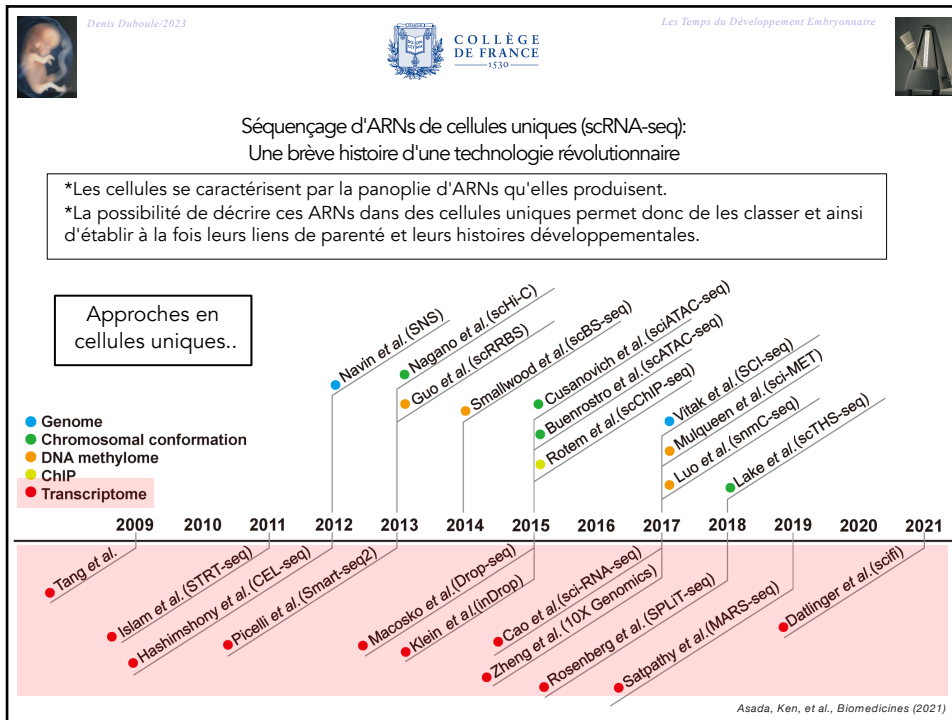 Denis Duboule/2023
Les Temps du Développement Embryonnaire
COLLÈGE
DE FRANCE
1530
Séquençage d'ARNs de cellules uniques (scRNA-seq):
Une brève histoire d'une technologie révolutionnaire
*Les cellules se caractérisent par la panoplie d'ARNs qu'elles produisent.
*La possibilité de décrire ces ARNs dans des cellules uniques permet donc de les classer et ainsi
d'établir à la fois leurs liens de parenté et leurs histoires développementales.
Approches en
cellules uniques..
Navin et al.(SNS)
Nagano et al.(scHi-C)
Guo et al.(scRRBS)
Smallwood et al.(scBS-seq)
Cusanovich et al.(sciATAC-seq)
Buenrostro et al.(scATAC-seq)
Rotem et al.(scChIP-seq)
Vitak et al.(SCI-seq)
Mulqueen et al.(sci-MET)
Luo et al.(snmC-seq)
Lake et al.(scTHS-seq)
Genome
Chromosomal conformation
DNA methylome
ChIP
Transcriptome
2009 2010 2011 2012 2013 2014 2015 2016 2017 2018 2019 2020 2021
Tang et al.
Islam et al.(STRT-seq)
Hashimshony et al.(CEL-seq)
Picelli et al.(Smart-seq2)
Macosko et al.(Drop-seq)
Klein et al.(inDrop)
Cao et al.(sci-RNA-seq)
Zheng et al.(10X Genomics)
Rosenberg et al.(SPLiT-seq)
Satpathy et al.(MARS-seq)
Datlinger et al.(scifi)
Asada, Ken, et al., Biomedicines (2021)